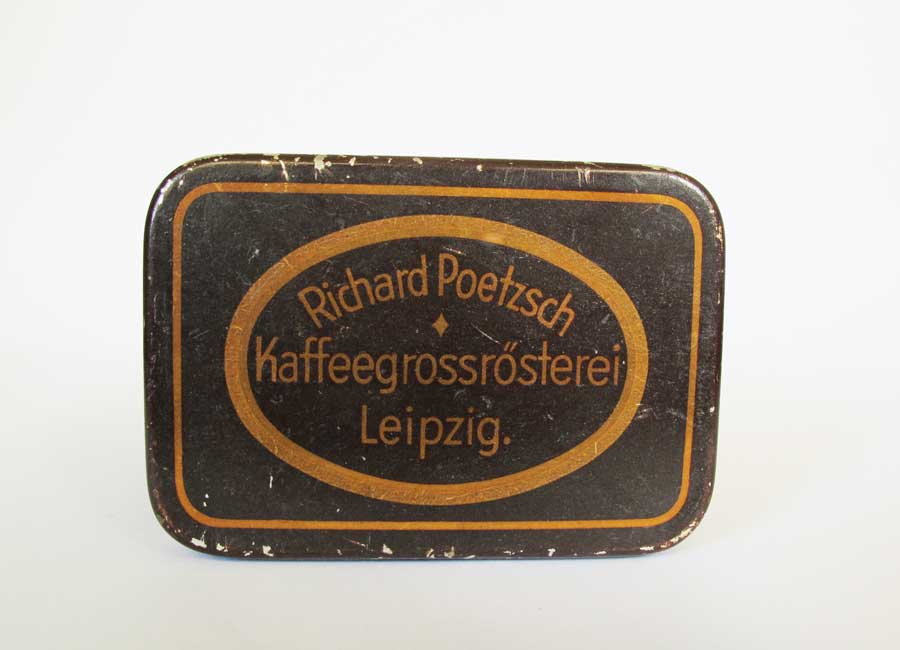 Richard Poetzsch
Kaffeegrossrösterei
Leipzig.